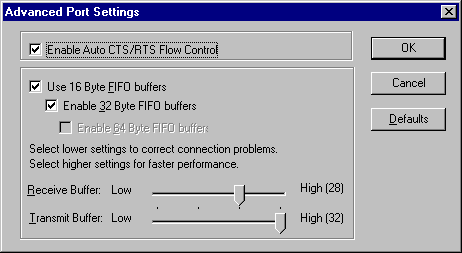 Advanced Port Settings
Enable Auto CTS/RTS Flow Control
OK
Use 16 Byte FIFO buffers
Cancel
Enable 32 Byte FIFO buffers
Defaults
Enable 64 Byte FIFO buffers
Select lower settings to correct connection problems.
Select higher settings for faster performance.
Receive Buffer: Low High (28)
Transmit Buffer: Low High (32)